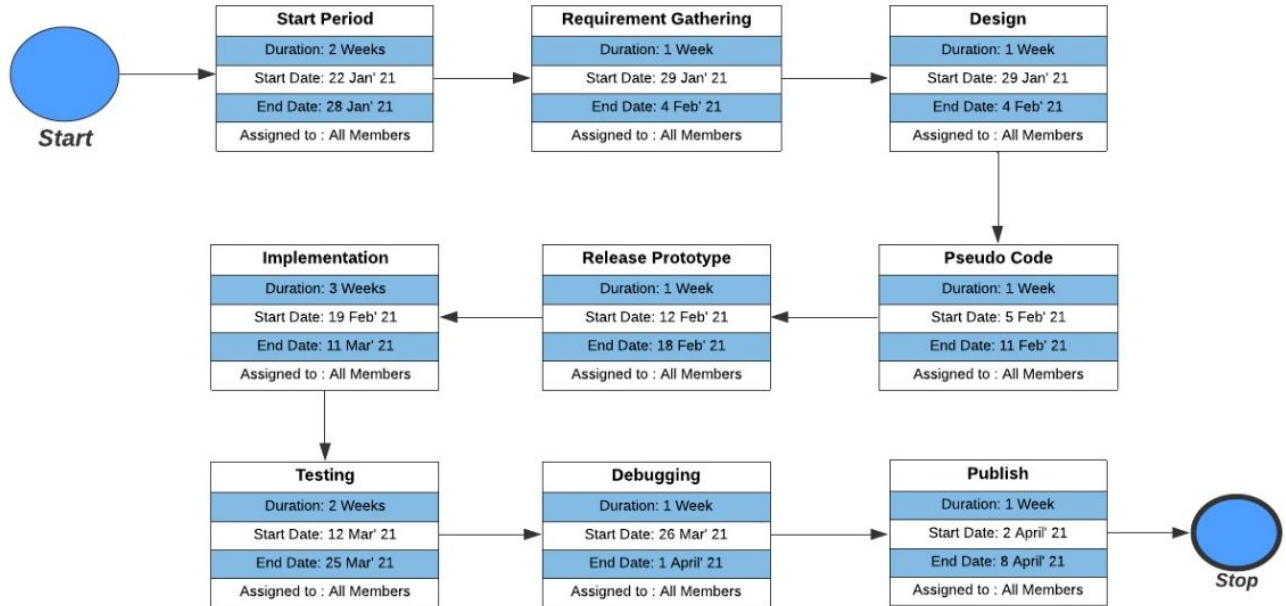 Start
Start Period
Duration: 2 Weeks
Start Date: 22 Jan' 21
End Date: 28 Jan' 21
Assigned to : All Members
Requirement Gathering
Duration: 1 Week
Start Date: 29 Jan' 21
End Date: 4 Feb' 21
Assigned to : All Members
Design
Duration: 1 Week
Start Date: 29 Jan' 21
End Date: 4 Feb' 21
Assigned to : All Members
Pseudo Code
Duration: 1 Week
Start Date: 5 Feb' 21
End Date: 11 Feb' 21
Assigned to : All Members
Release Prototype
Duration: 1 Week
Start Date: 12 Feb' 21
End Date: 18 Feb' 21
Assigned to : All Members
Implementation
Duration: 3 Weeks
Start Date: 19 Feb' 21
End Date: 11 Mar' 21
Assigned to : All Members
Testing
Duration: 2 Weeks
Start Date: 12 Mar' 21
End Date: 25 Mar' 21
Assigned to : All Members
Debugging
Duration: 1 Week
Start Date: 26 Mar' 21
End Date: 1 April' 21
Assigned to : All Members
Publish
Duration: 1 Week
Start Date: 2 April' 21
End Date: 8 April' 21
Assigned to : All Members
Stop